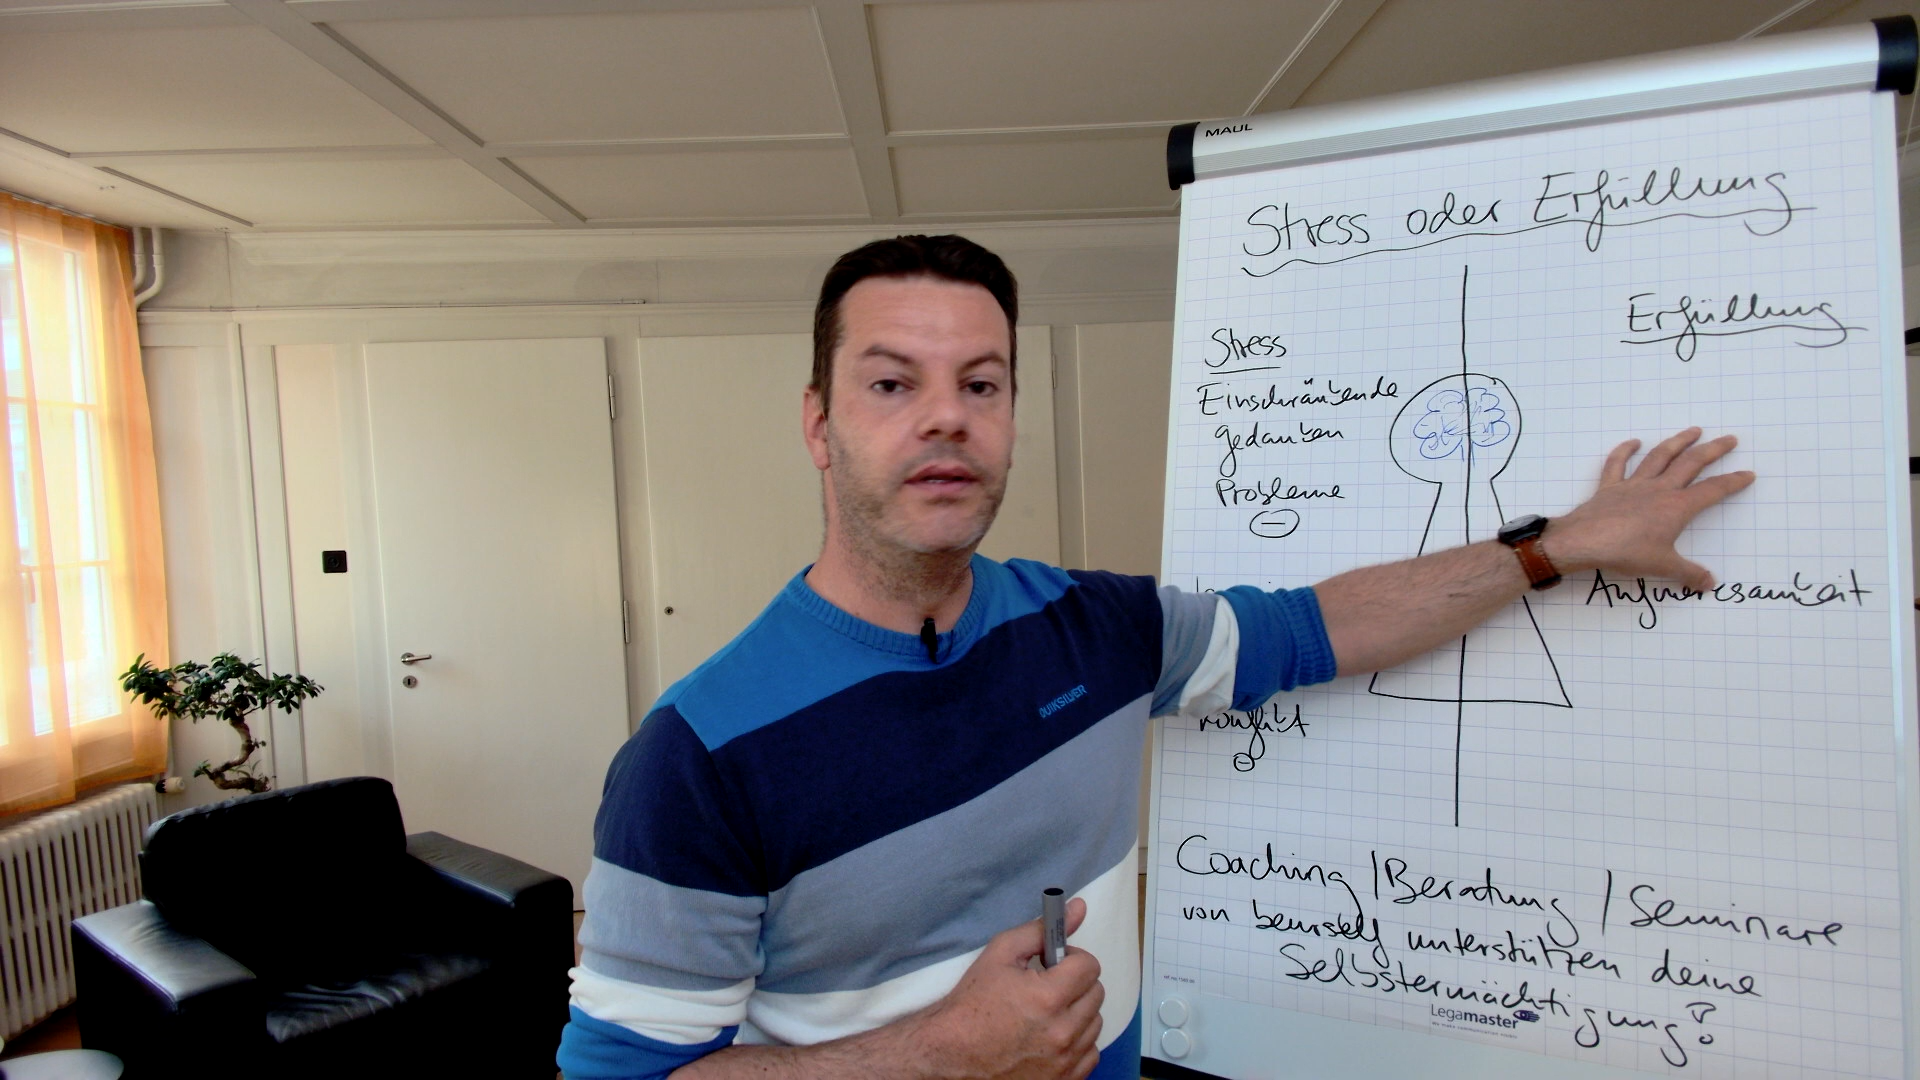 MAUL
Stress oder Erfüllung
Stress
Erfüllung
Einschränkende
gedanken
Probleme
Aufmerksamkeit
Konflikt
QUIKSILVER
Coaching / Beratung / Seminare
von beurself unterstützen deine
Selbstermächtigung!
Legamaster